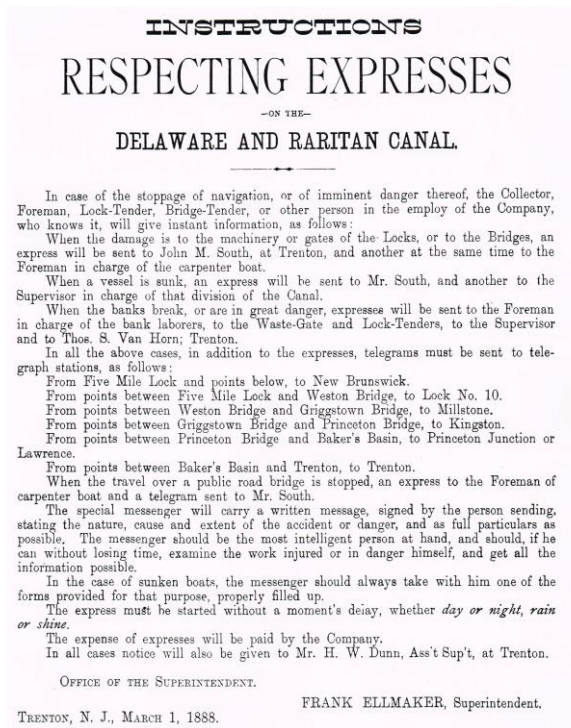 INSTRUCTIONS
RESPECTING EXPRESSES
—ON THE—
DELAWARE AND RARITAN CANAL.
In case of the stoppage of navigation, or of imminent danger thereof, the Collector,
Foreman, Lock-Tender, Bridge-Tender, or other person in the employ of the Company,
who knows it, will give instant information, as follows:
When the damage is to the machinery or gates of the Locks, or to the Bridges, an
express will be sent to John M. South, at Trenton, and another at the same time to the
Foreman in charge of the carpenter boat.
When a vessel is sunk, an express will be sent to Mr. South, and another to the
Supervisor in charge of that division of the Canal.
When the banks break, or are in great danger, expresses will be sent to the Foreman
in charge of the bank laborers, to the Waste-Gate and Lock-Tenders, to the Supervisor
and to Thos. S. Van Horn; Trenton.
In all the above cases, in addition to the expresses, telegrams must be sent to tele-
graph stations, as follows:
From Five Mile Lock and points below, to New Brunswick.
From points between Five Mile Lock and Weston Bridge, to Lock No. 10.
From points between Weston Bridge and Griggstown Bridge, to Millstone.
From points between Griggstown Bridge and Princeton Bridge, to Kingston.
From points between Princeton Bridge and Baker's Basin, to Princeton Junction or
Lawrence.
From points between Baker's Basin and Trenton, to Trenton.
When the travel over a public road bridge is stopped, an express to the Foreman of
carpenter boat and a telegram sent to Mr. South.
The special messenger will carry a written message, signed by the person sending,
stating the nature, cause and extent of the accident or danger, and as full particulars as
possible. The messenger should be the most intelligent person at hand, and should, if he
can without losing time, examine the work injured or in danger himself, and get all the
information possible.
In the case of sunken boats, the messenger should always take with him one of the
forms provided for that purpose, properly filled up.
The express must be started without a moment's delay, whether day or night, rain
or shine.
The expense of expresses will be paid by the Company.
In all cases notice will also be given to Mr. H. W. Dunn, Ass't Sup't, at Trenton.
OFFICE OF THE SUPERINTENDENT.
FRANK ELLMAKER, Superintendent.
TRENTON, N. J., MARCH 1, 1888.